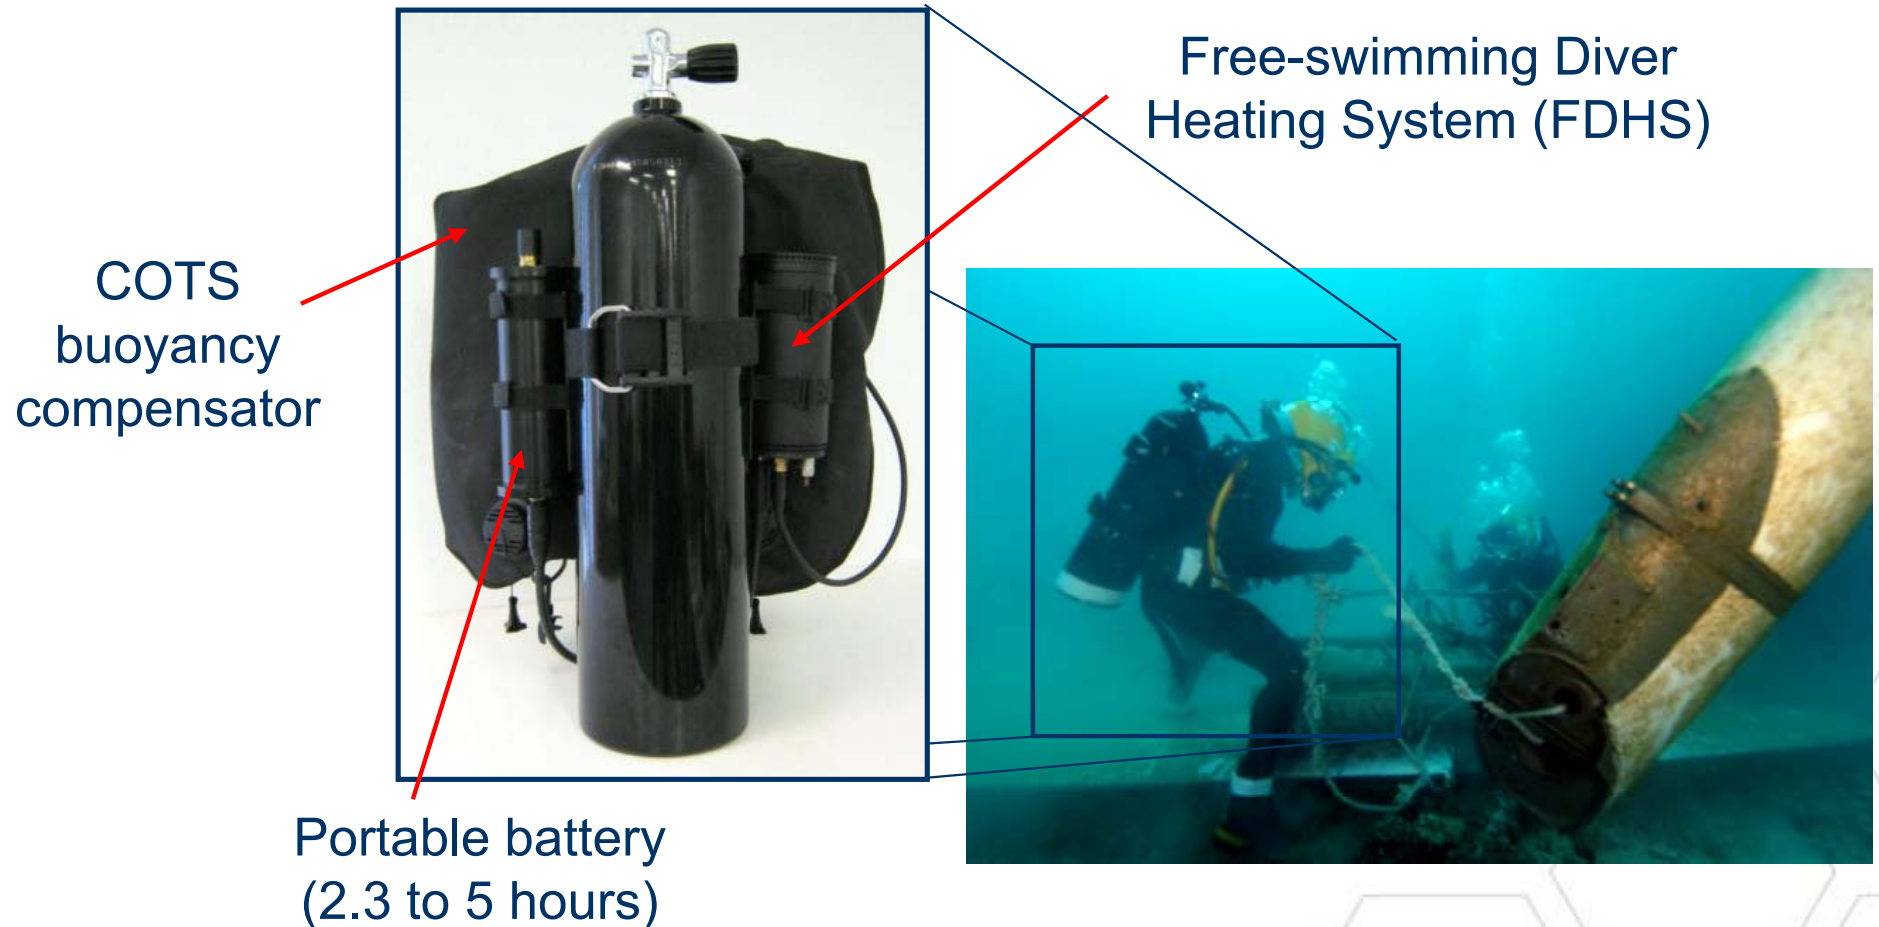 Free-swimming Diver
Heating System (FDHS)
COTS
buoyancy
compensator
Portable battery
(2.3 to 5 hours)